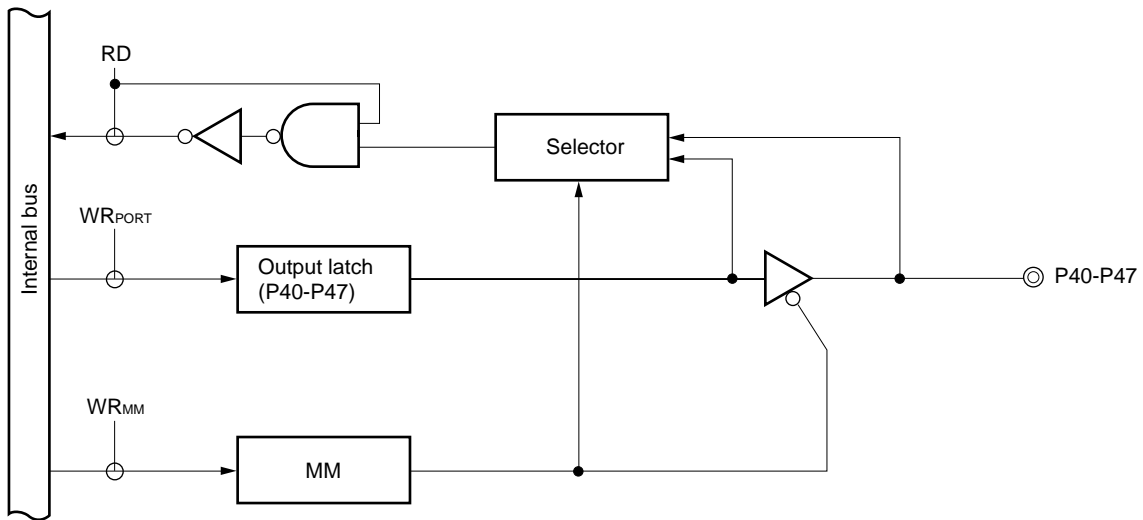 RD
Selector
Internal bus
WRPORT
Output latch
(P40-P47)
P40-P47
WRMM
MM